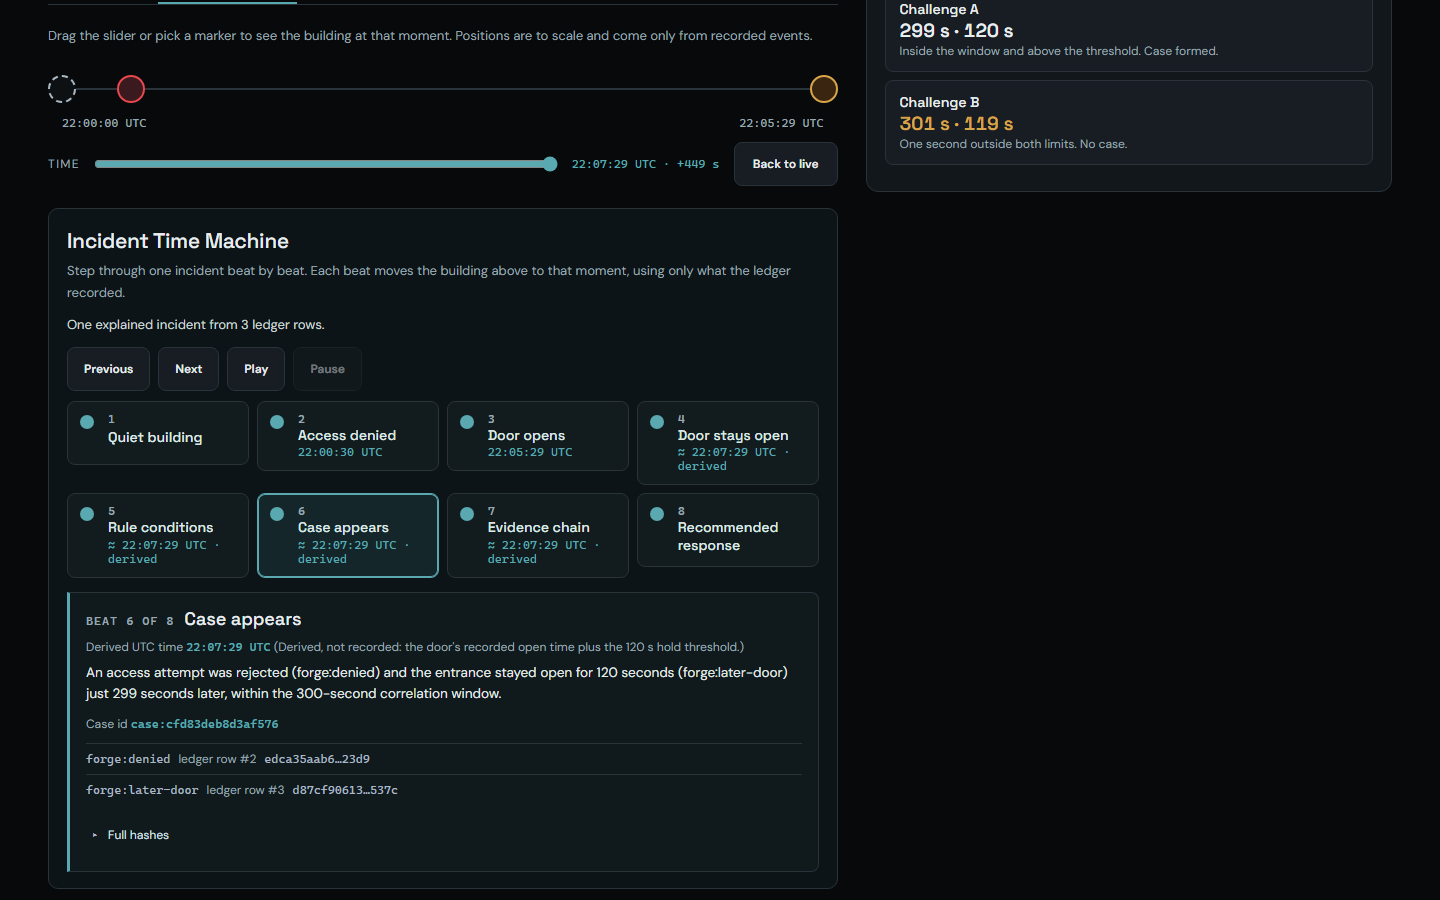 Drag the slider or pick a marker to see the building at that moment. Positions are to scale and come only from recorded events.
22:00:00 UTC
22:05:29 UTC
TIME
22:07:29 UTC · +449 s
Back to live
Incident Time Machine
Step through one incident beat by beat. Each beat moves the building above to that moment, using only what the ledger
recorded.
One explained incident from 3 ledger rows.
Previous
Next
Play
Pause
1
Quiet building
2
Access denied
22:00:30 UTC
3
Door opens
22:05:29 UTC
4
Door stays open
≈ 22:07:29 UTC ·
derived
5
Rule conditions
≈ 22:07:29 UTC ·
derived
6
Case appears
≈ 22:07:29 UTC ·
derived
7
Evidence chain
≈ 22:07:29 UTC ·
derived
8
Recommended
response
BEAT 6 OF 8 Case appears
Derived UTC time 22:07:29 UTC (Derived, not recorded: the door's recorded open time plus the 120 s hold threshold.)
An access attempt was rejected (forge:denied) and the entrance stayed open for 120 seconds (forge:later-door)
just 299 seconds later, within the 300-second correlation window.
Case id case:cfd83deb8d3af576
forge:denied ledger row #2 edca35aab6…23d9
forge:later-door ledger row #3 d87cf90613…537c
Full hashes
Challenge A
299 s · 120 s
Inside the window and above the threshold. Case formed.
Challenge B
301 s · 119 s
One second outside both limits. No case.